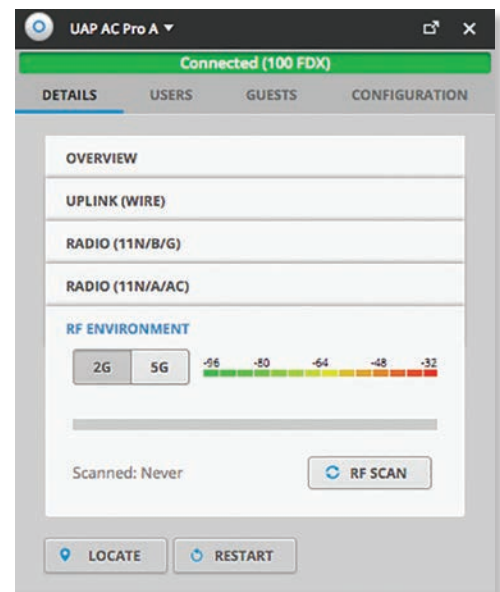 UAP AC Pro A
Connected (100 FDX)
DETAILS USERS GUESTS CONFIGURATION
OVERVIEW
UPLINK (WIRE)
RADIO (11N/B/G)
RADIO (11N/A/AC)
RF ENVIRONMENT
2G 5G -96 -80 -64 -48 -32
Scanned: Never RF SCAN
LOCATE RESTART